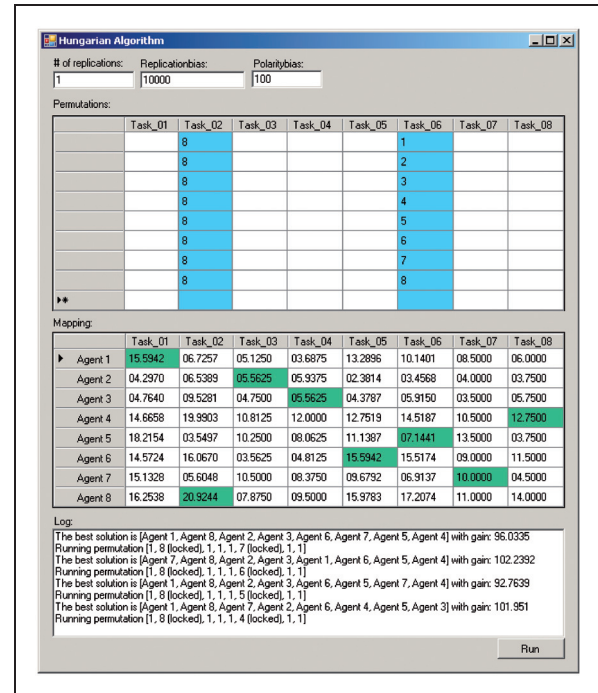 Hungarian Algorithm
# of replications: Replicationbias: Polaritybias:
1 10000 100
Permutations:
Task_01 Task_02 Task_03 Task_04 Task_05 Task_06 Task_07 Task_08
8 1
8 2
8 3
8 4
8 5
8 6
8 7
8 8
Mapping:
Task_01 Task_02 Task_03 Task_04 Task_05 Task_06 Task_07 Task_08
Agent 1 15.5942 06.7257 05.1250 03.6875 13.2896 10.1401 08.5000 06.0000
Agent 2 04.2970 06.5389 05.5625 05.9375 02.3814 03.4568 04.0000 03.7500
Agent 3 04.7640 09.5281 04.7500 05.5625 04.3787 05.9150 03.5000 05.7500
Agent 4 14.6658 19.9903 10.8125 12.0000 12.7519 14.5187 10.5000 12.7500
Agent 5 18.2154 03.5497 10.2500 08.0625 11.1387 07.1441 13.5000 03.7500
Agent 6 14.5724 16.0670 03.5625 04.8125 15.5942 15.5174 09.0000 11.5000
Agent 7 15.1328 05.6048 10.5000 08.3750 09.6792 06.9137 10.0000 04.5000
Agent 8 16.2538 20.9244 07.8750 09.5000 15.9783 17.2074 11.0000 14.0000
Log:
The best solution is [Agent 1, Agent 8, Agent 2, Agent 3, Agent 6, Agent 7, Agent 5, Agent 4] with gain: 96.0335
Running permutation [1, 8 (locked), 1, 1, 1, 7 (locked), 1, 1]
The best solution is [Agent 7, Agent 8, Agent 2, Agent 3, Agent 1, Agent 6, Agent 5, Agent 4] with gain: 102.2392
Running permutation [1, 8 (locked), 1, 1, 1, 6 (locked), 1, 1]
The best solution is [Agent 1, Agent 8, Agent 2, Agent 3, Agent 6, Agent 5, Agent 7, Agent 4] with gain: 92.7639
Running permutation [1, 8 (locked), 1, 1, 1, 5 (locked), 1, 1]
The best solution is [Agent 1, Agent 8, Agent 7, Agent 2, Agent 6, Agent 4, Agent 5, Agent 3] with gain: 101.951
Running permutation [1, 8 (locked), 1, 1, 1, 4 (locked), 1, 1]
Run